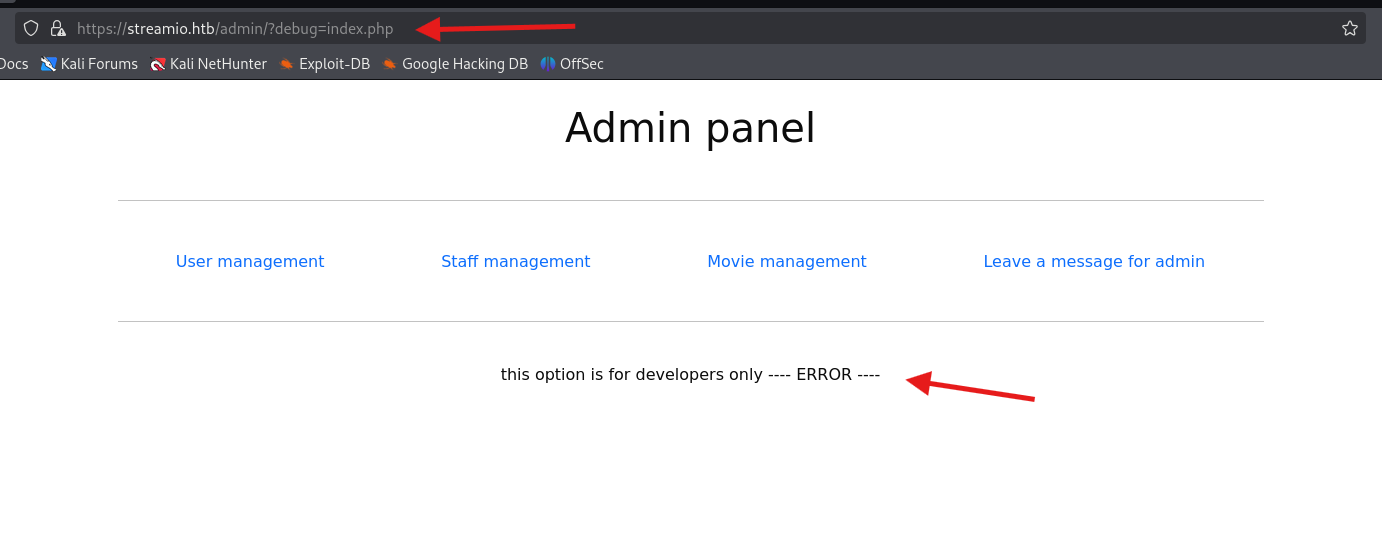 https://streamio.htb/admin/?debug=index.php
Docs Kali Forums Kali NetHunter Exploit-DB Google Hacking DB OffSec
Admin panel
User management Staff management Movie management Leave a message for admin
this option is for developers only ---- ERROR ----